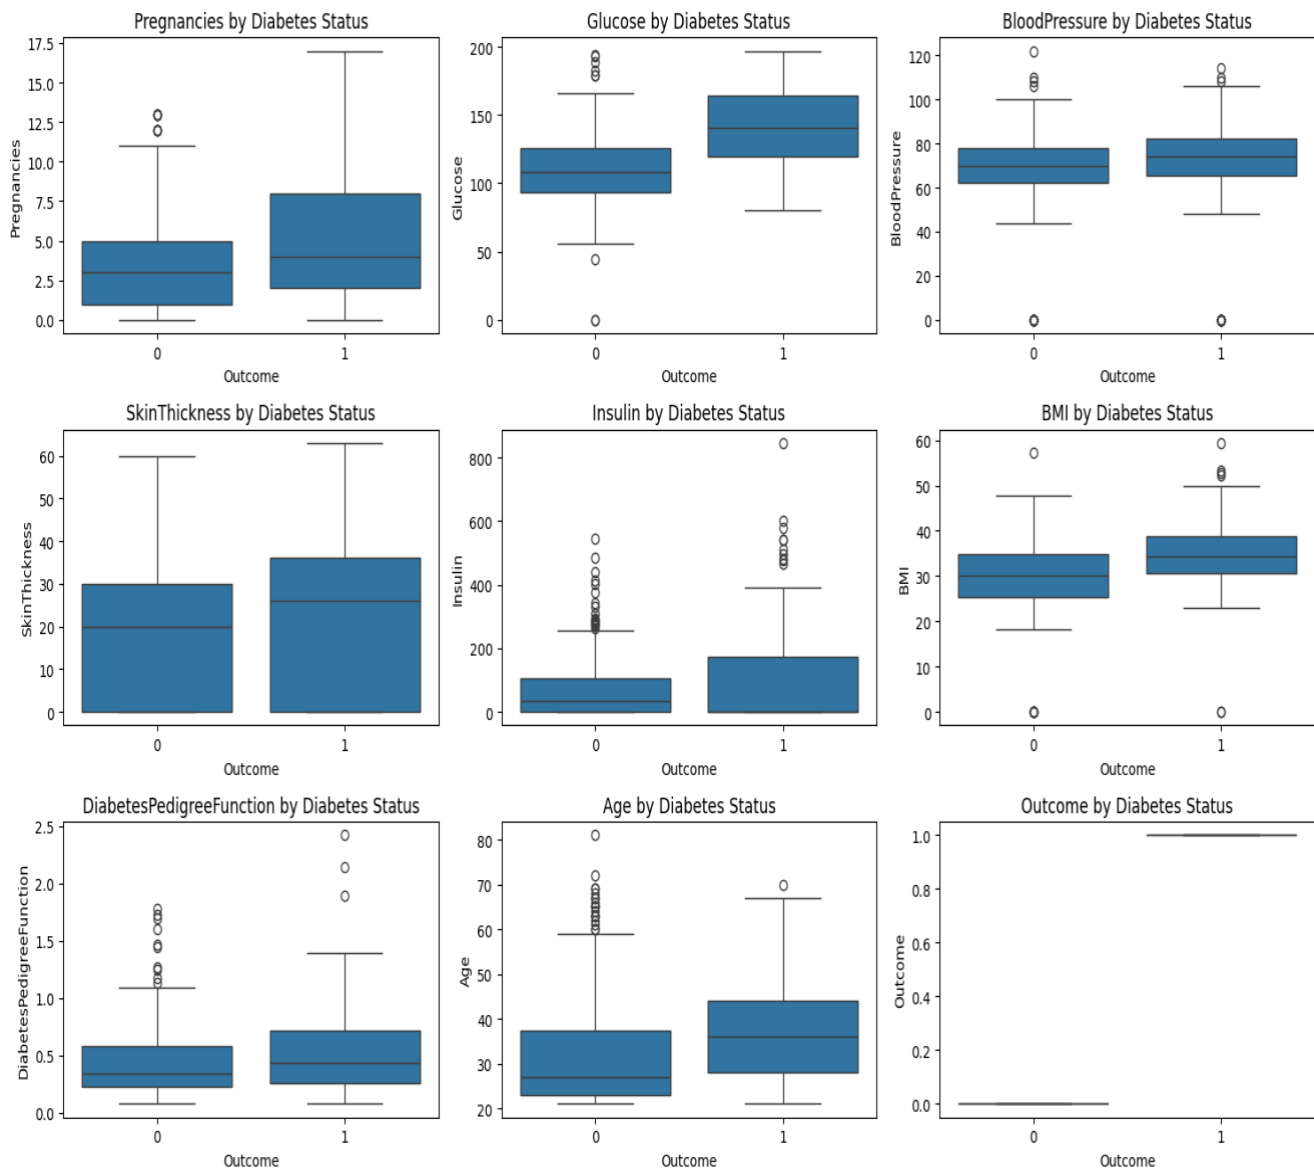 Pregnancies by Diabetes Status
Pregnancies
17.5
15.0
12.5
10.0
7.5
5.0
2.5
0.0
0 1
Outcome
Glucose by Diabetes Status
Glucose
200
150
100
50
0
0 1
Outcome
BloodPressure by Diabetes Status
BloodPressure
120
100
80
60
40
20
0
0 1
Outcome
SkinThickness by Diabetes Status
SkinThickness
60
50
40
30
20
10
0
0 1
Outcome
Insulin by Diabetes Status
Insulin
800
600
400
200
0
0 1
Outcome
BMI by Diabetes Status
BMI
60
50
40
30
20
10
0
0 1
Outcome
DiabetesPedigreeFunction by Diabetes Status
DiabetesPedigreeFunction
2.5
2.0
1.5
1.0
0.5
0.0
0 1
Outcome
Age by Diabetes Status
Age
80
70
60
50
40
30
20
0 1
Outcome
Outcome by Diabetes Status
Outcome
1.0
0.8
0.6
0.4
0.2
0.0
0 1
Outcome